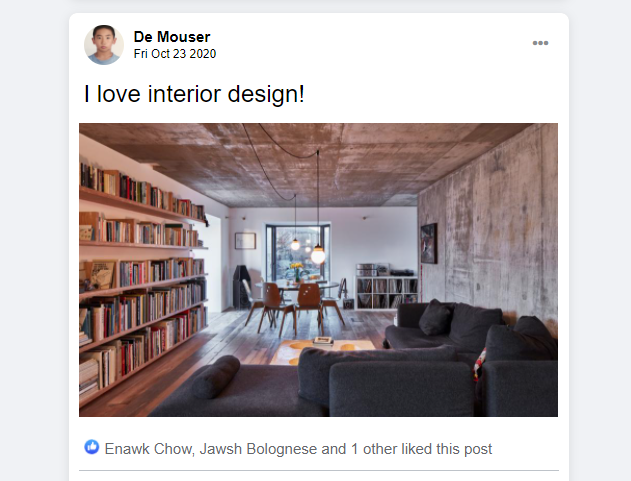 De Mouser
Fri Oct 23 2020
I love interior design!
Enawk Chow, Jawsh Bolognese and 1 other liked this post